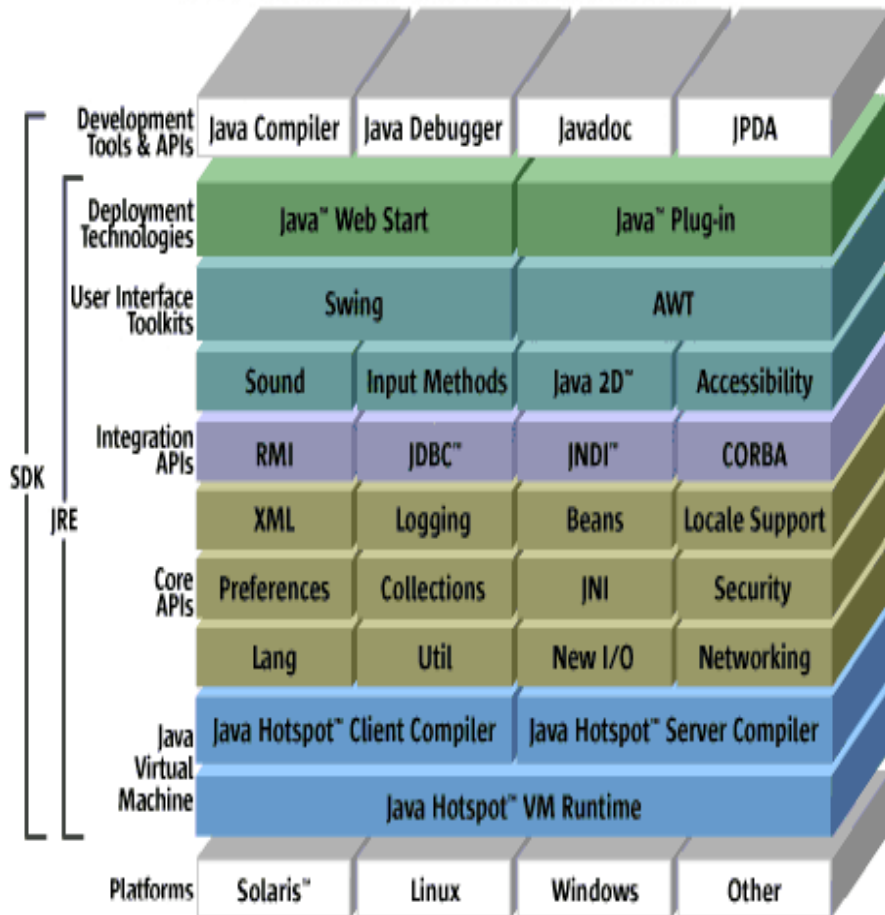 Development
Tools & APIs
Java Compiler
Java Debugger
Javadoc
JPDA
Deployment
Technologies
Java™ Web Start
Java™ Plug-in
User Interface
Toolkits
Swing
AWT
Sound
Input Methods
Java 2D™
Accessibility
Integration
APIs
RMI
JDBC™
JNDI™
CORBA
SDK
JRE
XML
Logging
Beans
Locale Support
Core
APIs
Preferences
Collections
JNI
Security
Lang
Util
New I/O
Networking
Java
Virtual
Machine
Java Hotspot™ Client Compiler
Java Hotspot™ Server Compiler
Java Hotspot™ VM Runtime
Platforms
Solaris™
Linux
Windows
Other